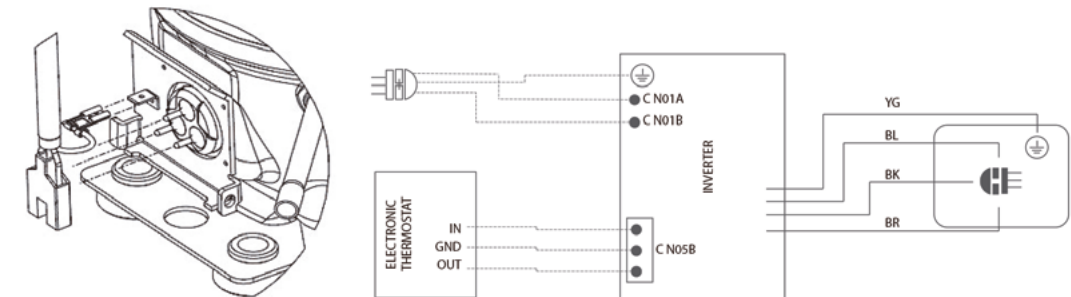 C N01A
C N01B
INVERTER
ELECTRONIC
THERMOSTAT
IN
GND
OUT
C N05B
YG
BL
BK
BR